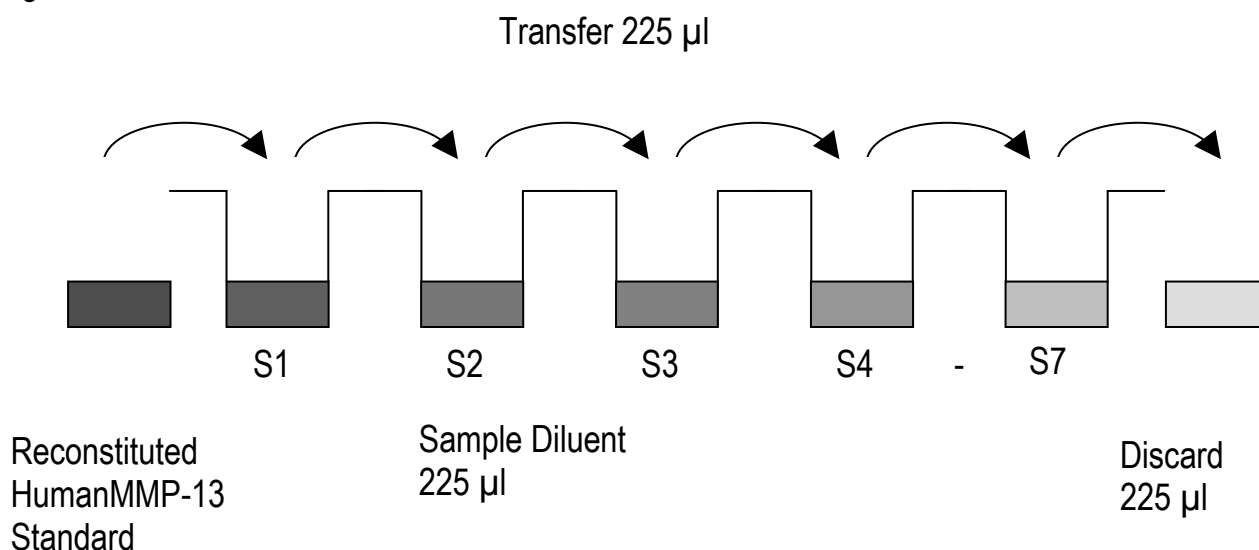 Transfer 225 µl
S1 S2 S3 S4 - S7
Reconstituted
HumanMMP-13
Standard
Sample Diluent
225 µl
Discard
225 µl